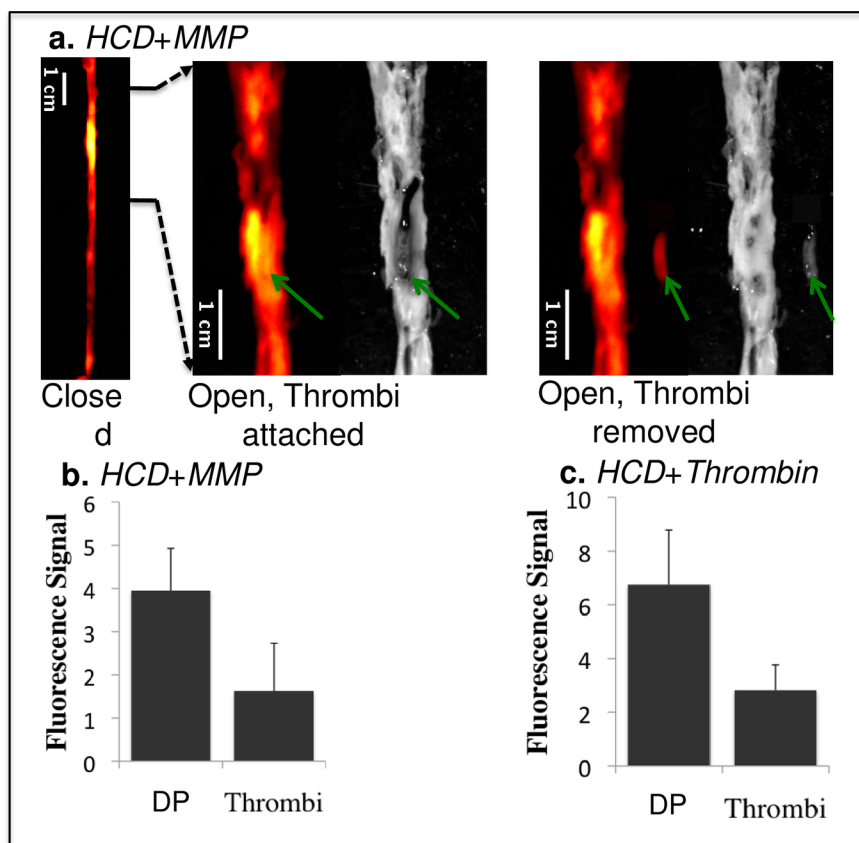 a. HCD+MMP
1 cm
1 cm
1 cm
Close
d
Open, Thrombi
attached
Open, Thrombi
removed
b. HCD+MMP
Fluorescence Signal
6
5
4
3
2
1
0
DP
Thrombi
c. HCD+Thrombin
Fluorescence Signal
10
8
6
4
2
0
DP
Thrombi